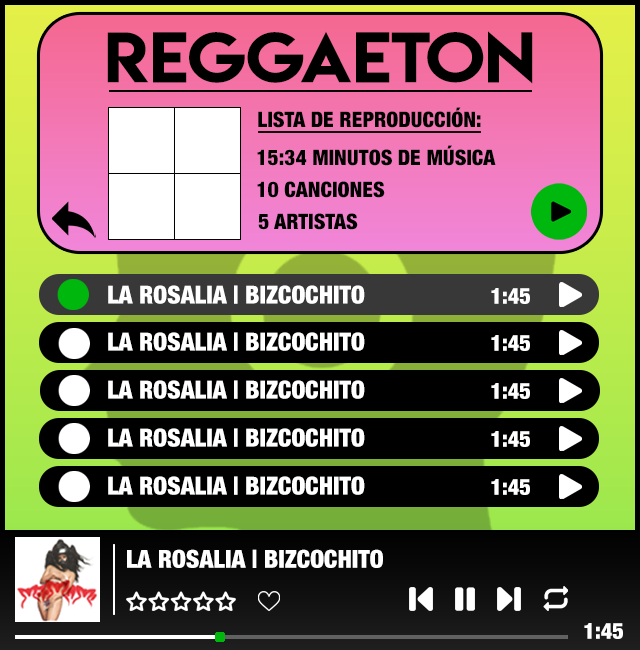 REGGAETON
LISTA DE REPRODUCCIÓN:
15:34 MINUTOS DE MÚSICA
10 CANCIONES
5 ARTISTAS
LA ROSALIA | BIZCOCHITO 1:45
LA ROSALIA | BIZCOCHITO 1:45
LA ROSALIA | BIZCOCHITO 1:45
LA ROSALIA | BIZCOCHITO 1:45
LA ROSALIA | BIZCOCHITO 1:45
LA ROSALIA | BIZCOCHITO
1:45